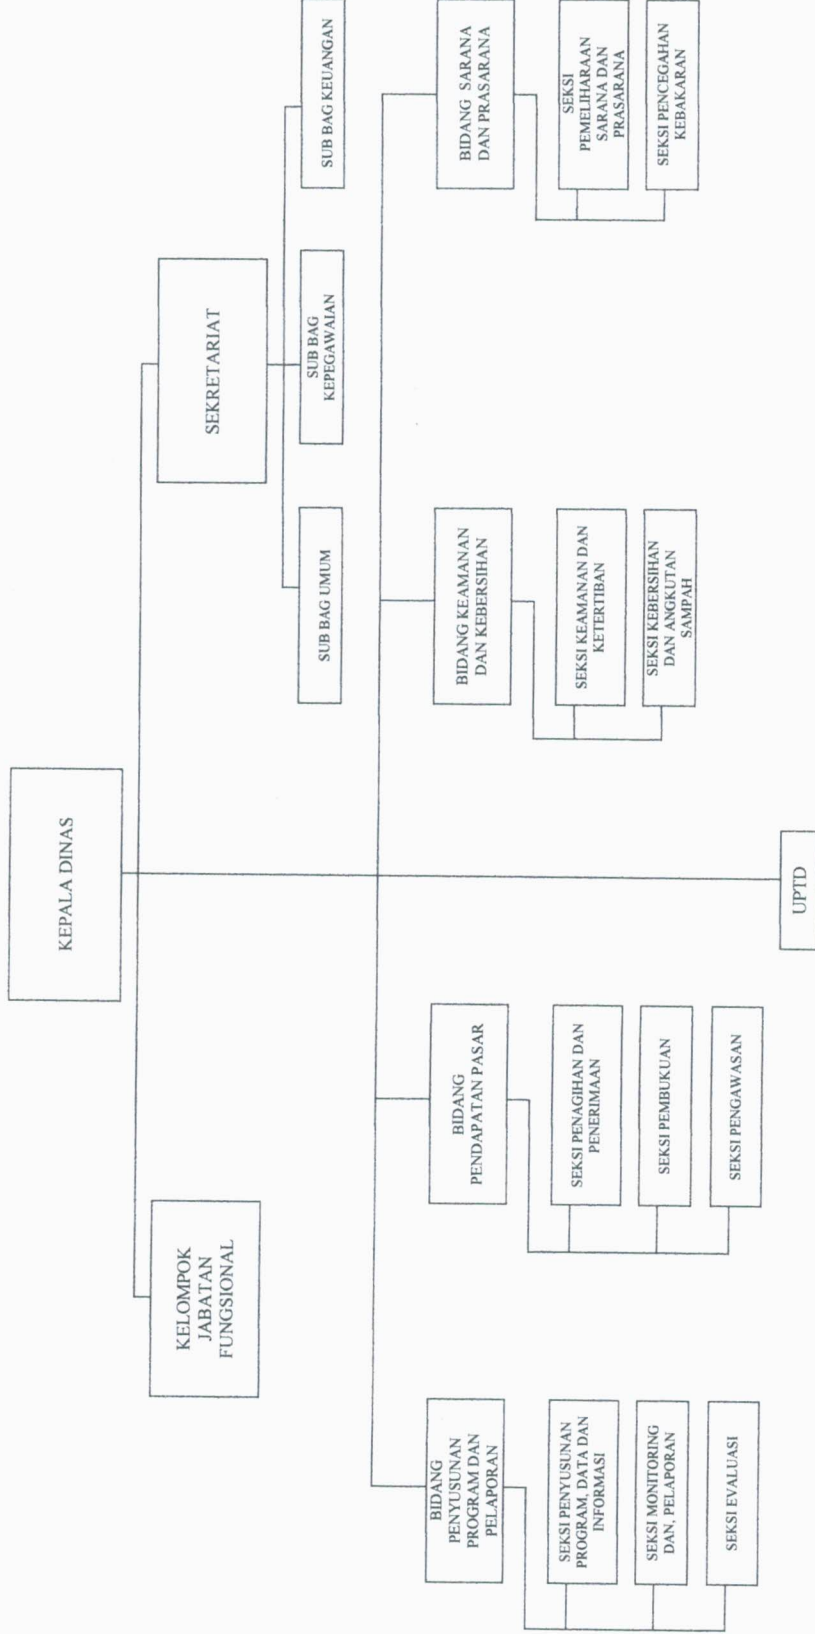 KEPALA DINAS
KELOMPOK
JABATAN
FUNGSIONAL
SEKRETARIAT
SUB BAG UMUM
SUB BAG
KEPEGAWAIAN
SUB BAG KEUANGAN
BIDANG
PENYUSUNAN
PROGRAM DAN
PELAPORAN
SEKSI PENYUSUNAN
PROGRAM, DATA DAN
INFORMASI
SEKSI MONITORING
DAN, PELAPORAN
SEKSI EVALUASI
BIDANG
PENDAPATAN PASAR
SEKSI PENAGIHAN DAN
PENERIMAAN
SEKSI PEMBUKUAN
SEKSI PENGAWASAN
BIDANG KEAMANAN
DAN KEBERSIHAN
SEKSI KEAMANAN DAN
KETERTIBAN
SEKSI KEBERSIHAN
DAN ANGKUTAN
SAMPAH
BIDANG SARANA
DAN PRASARANA
SEKSI
PEMELIHARAAN
SARANA DAN
PRASARANA
SEKSI PENCEGAHAN
KEBAKARAN
UPTD